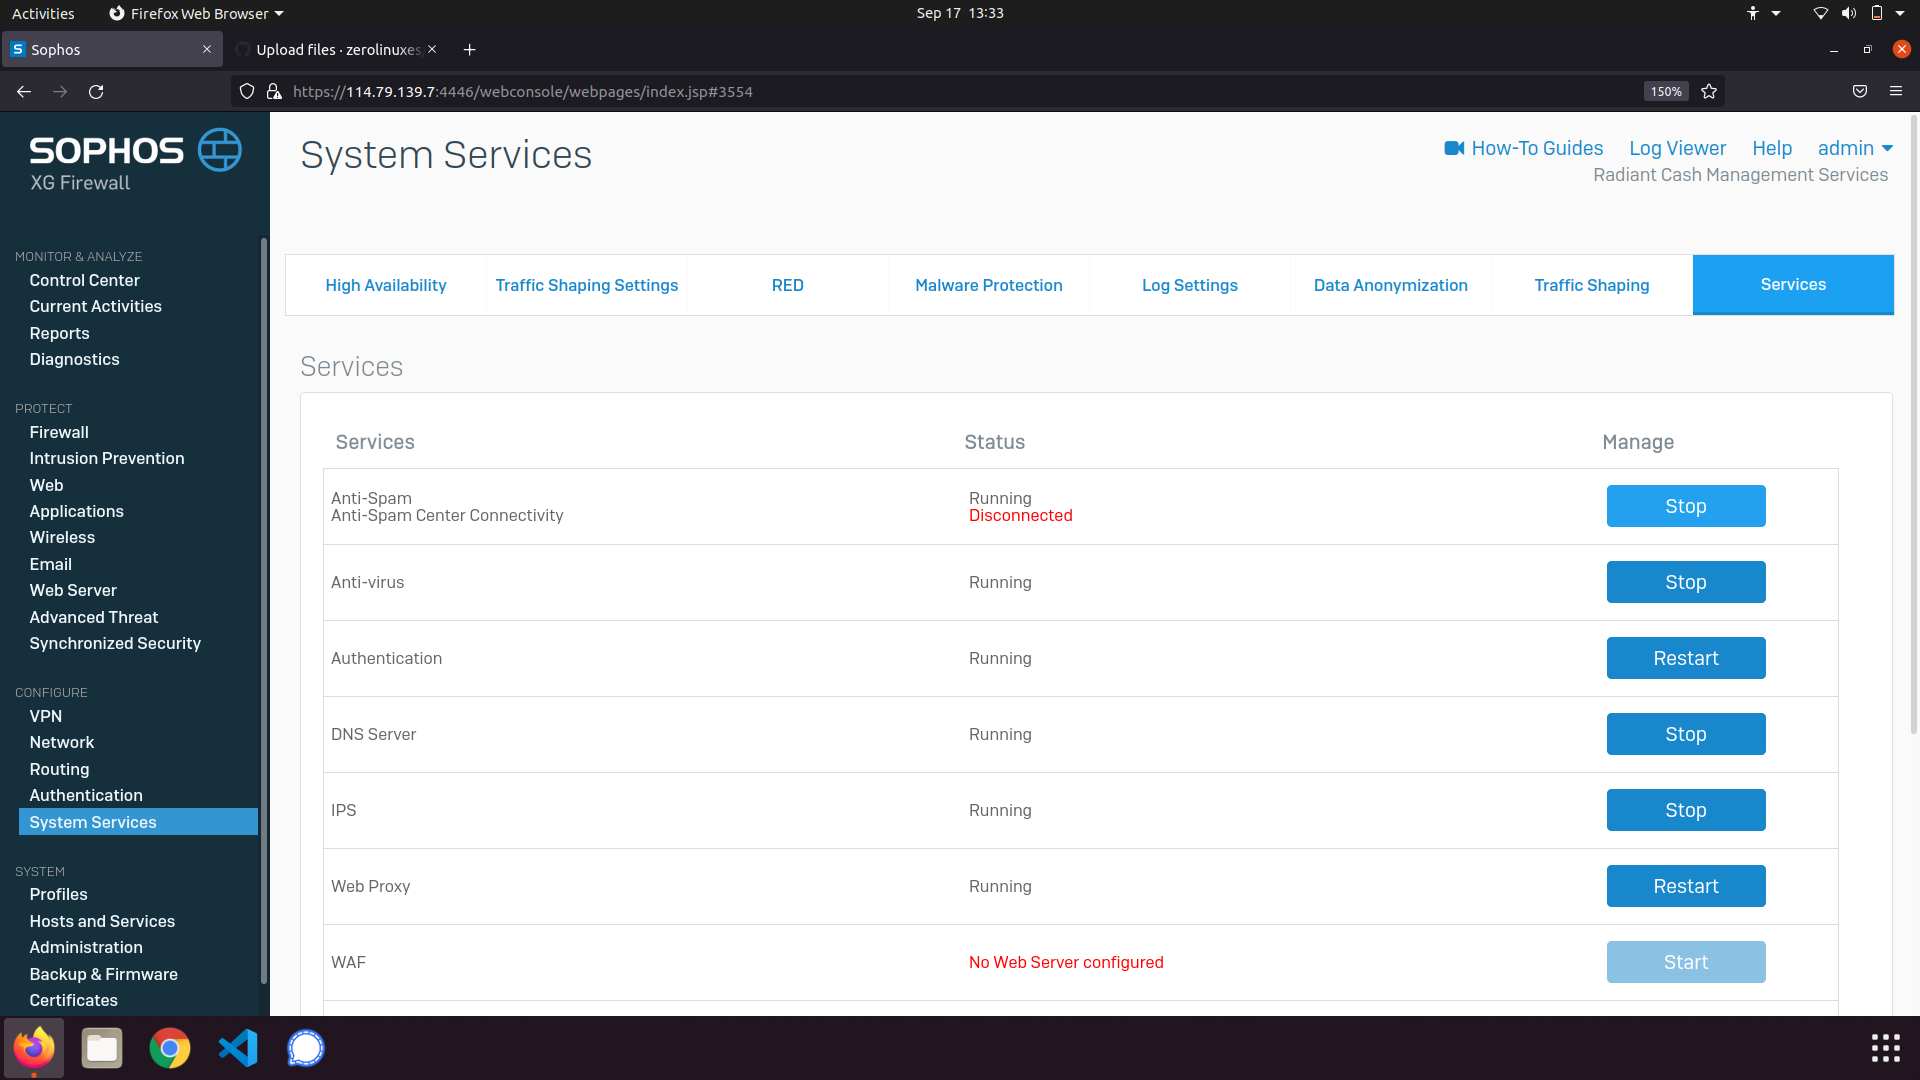 Activities
Firefox Web Browser
Sep 17 13:33
Sophos
Upload files · zerolinuxes
https://114.79.139.7:4446/webconsole/webpages/index.jsp#3554
150%
SOPHOS
XG Firewall
System Services
How-To Guides
Log Viewer
Help
admin
Radiant Cash Management Services
MONITOR & ANALYZE
Control Center
Current Activities
Reports
Diagnostics
PROTECT
Firewall
Intrusion Prevention
Web
Applications
Wireless
Email
Web Server
Advanced Threat
Synchronized Security
CONFIGURE
VPN
Network
Routing
Authentication
System Services
SYSTEM
Profiles
Hosts and Services
Administration
Backup & Firmware
Certificates
High Availability
Traffic Shaping Settings
RED
Malware Protection
Log Settings
Data Anonymization
Traffic Shaping
Services
Services
Services Status Manage
Anti-Spam Running
Anti-Spam Center Connectivity Disconnected
Stop
Anti-virus Running Stop
Authentication Running Restart
DNS Server Running Stop
IPS Running Stop
Web Proxy Running Restart
WAF No Web Server configured Start